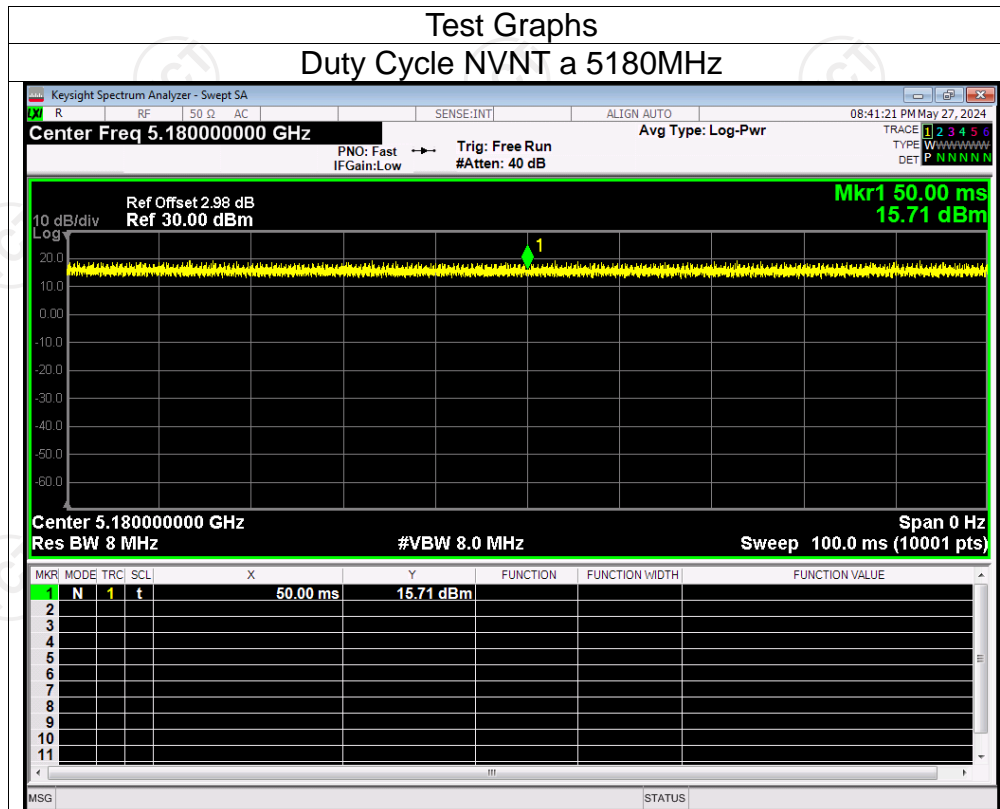 Test Graphs
Duty Cycle NVNT a 5180MHz
Keysight Spectrum Analyzer - Swept SA
LXI R RF 50 Ω AC SENSE:INT ALIGN AUTO 08:41:21 PM May 27, 2024
Center Freq 5.180000000 GHz Avg Type: Log-Pwr TRACE 1 2 3 4 5 6
PNO: Fast Trig: Free Run TYPE WWWWWW
IFGain:Low #Atten: 40 dB DET P N N N N N
Mkr1 50.00 ms
Ref Offset 2.98 dB
10 dB/div Ref 30.00 dBm 15.71 dBm
Log
1
20.0
10.0
0.00
-10.0
-20.0
-30.0
-40.0
-50.0
-60.0
Center 5.180000000 GHz Span 0 Hz
Res BW 8 MHz #VBW 8.0 MHz Sweep 100.0 ms (10001 pts)
MKR MODE TRC SCL X Y FUNCTION FUNCTION WIDTH FUNCTION VALUE
1 N 1 t 50.00 ms 15.71 dBm
2
3
4
5
6
7
8
9
10
11
MSG STATUS